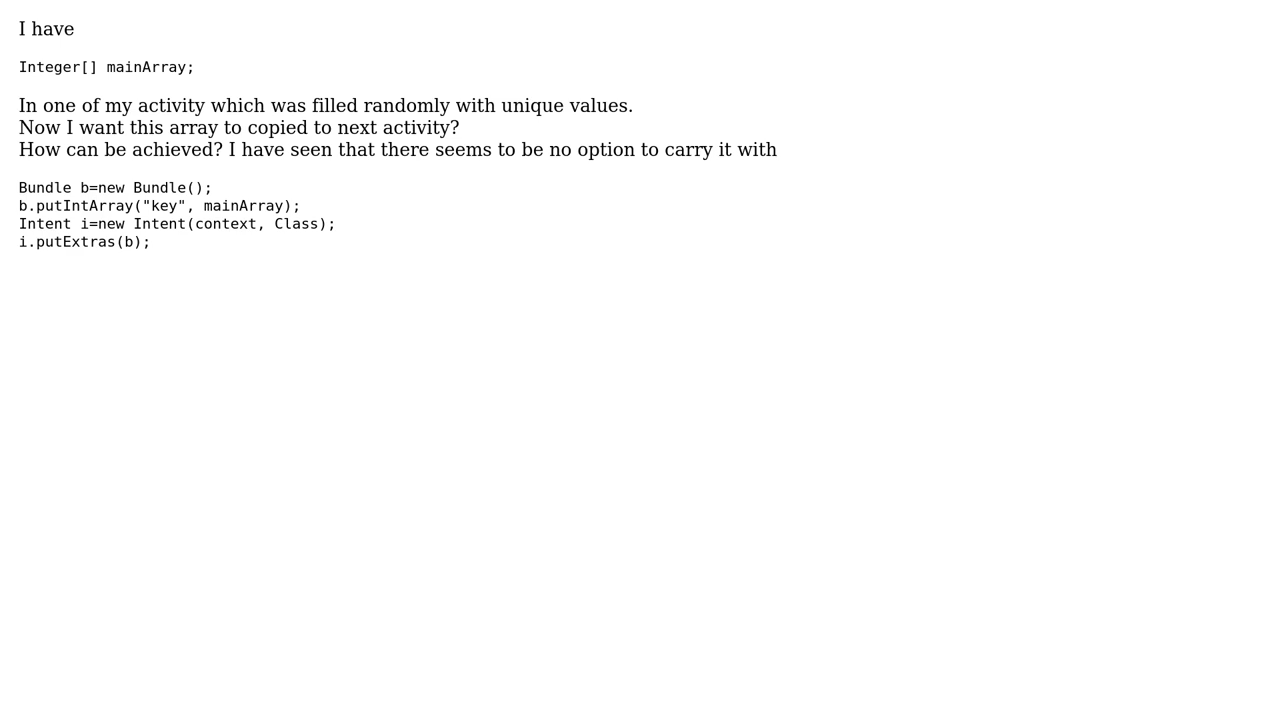 I have
Integer[] mainArray;
In one of my activity which was filled randomly with unique values.
Now I want this array to copied to next activity?
How can be achieved? I have seen that there seems to be no option to carry it with
Bundle b=new Bundle();
b.putIntArray("key", mainArray);
Intent i=new Intent(context, Class);
i.putExtras(b);